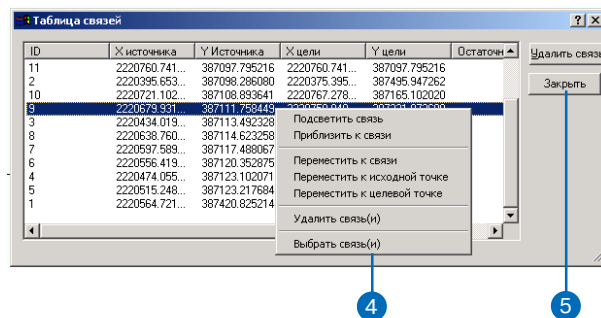 Таблица связей
ID X источника Y Источника X цели Y цели Остаточн
11 2220760.741... 387097.795216 2220760.741... 387097.795216
2 2220395.653... 387098.286080 2220375.395... 387495.947262
10 2220721.102... 387108.893641 2220767.278... 387165.102020
9 2220679.931... 387111.758449
3 2220434.019... 387113.492328
8 2220638.760... 387114.623258
7 2220597.589... 387117.488067
6 2220556.419... 387120.352875
4 2220474.055... 387123.102071
5 2220515.248... 387123.217684
1 2220564.721... 387420.825214
Подсветить связь
Приблизить к связи
Переместить к связи
Переместить к исходной точке
Переместить к целевой точке
Удалить связь(и)
Выбрать связь(и)
Удалить связь
Закрыть
4
5